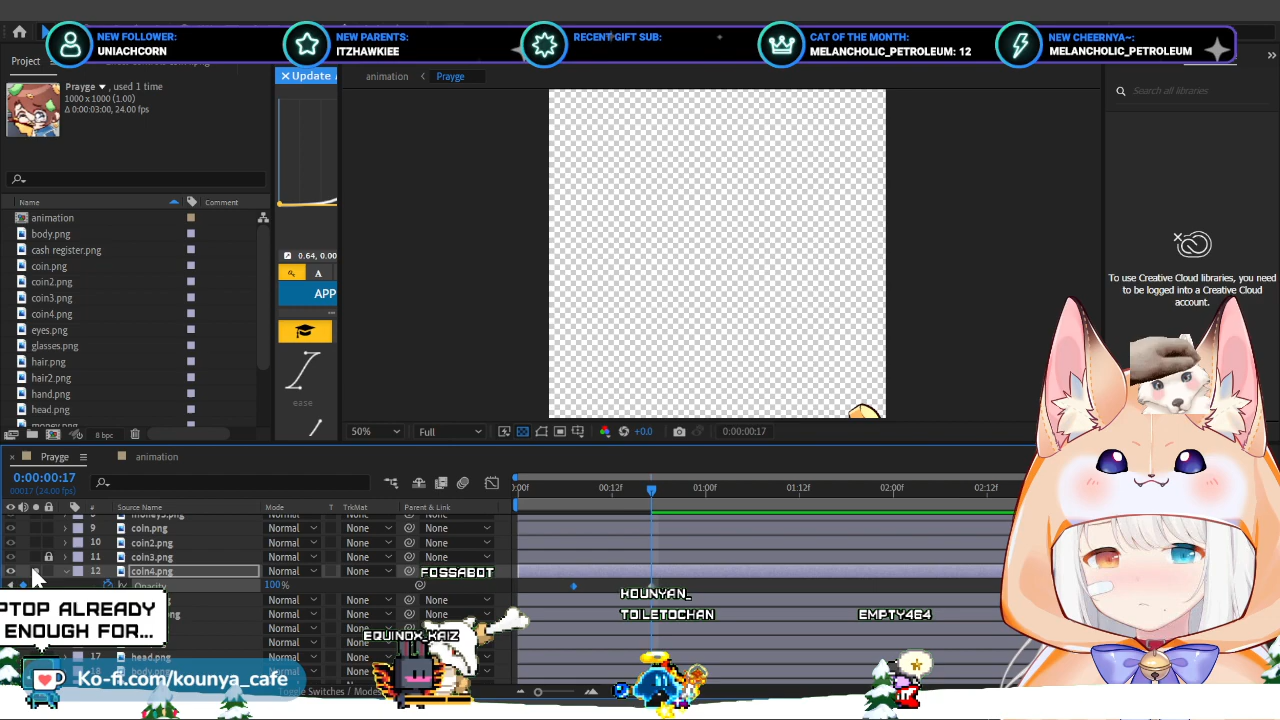 NEW FOLLOWER:
UNIACHCORN
NEW PARENTS:
ITZHAWKIEE
RECENT GIFT SUB:
CAT OF THE MONTH:
MELANCHOLIC_PETROLEUM: 12
NEW CHEERNYA~:
MELANCHOLIC_PETROLEUM
Project
Update
animation
Prayge
Prayge, used 1 time
1000 x 1000 (1.00)
Δ 0:00:03:00, 24.00 fps
Search all libraries
Name
Comment
animation
body.png
cash register.png
coin.png
coin2.png
coin3.png
coin4.png
eyes.png
glasses.png
hair.png
hair2.png
hand.png
head.png
0.64, 0.00
A
APP
ease
To use Creative Cloud libraries, you need
to be logged into a Creative Cloud
account.
8 bpc
50%
Full
+0.0
0:00:00:17
Prayge
animation
0:00:00:17
00017 (24.00 fps)
:00f
00:12f
01:00f
01:12f
02:00f
02:12f
#
Source Name
Mode
T
TrkMat
Parent & Link
9
coin.png
Normal
None
None
10
coin2.png
Normal
None
None
11
coin3.png
Normal
None
None
12
coin4.png
Normal
None
FOSSABOT
Opacity
100%
KOUNYAN_
TOILETOCHAN
EMPTY464
PTOP ALREADY
ENOUGH FOR...
Normal
None
None
Normal
None
None
EQUINOX_KAIZ
17
head.png
Normal
None
18
body.png
Normal
None
Ko-fi.com/kounya_cafe
Toggle Switches / Modes